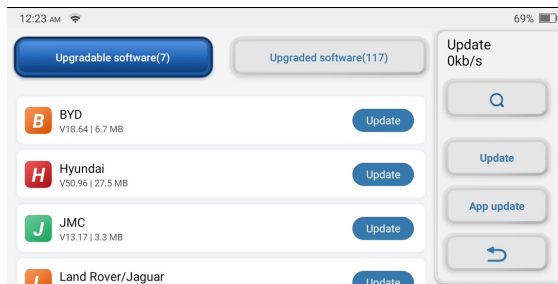 12:23 AM
69%
Upgradable software(7)
Upgraded software(117)
Update
0kb/s
B
BYD
V18.64 | 6.7 MB
Update
H
Hyundai
V50.96 | 27.5 MB
Update
J
JMC
V13.17 | 3.3 MB
Update
L
Land Rover/Jaguar
Update
Update
App update